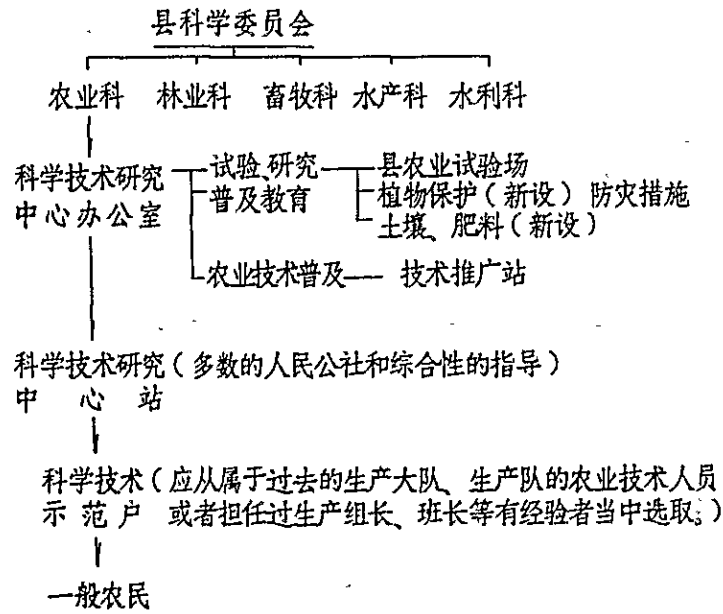 县科学委员会
农业科 林业科 畜牧科 水产科 水利科
科学技术研究
中心办公室
试验、研究
普及教育
县农业试验场
植物保护（新设）防灾措施
土壤、肥料（新设）
农业技术普及 技术推广站
科学技术研究（多数的人民公社和综合性的指导）
中心站
科学技术（应从属于过去的生产大队、生产队的农业技术人员
示范户 或者担任过生产组长、班长等有经验者当中选取。）
一般农民